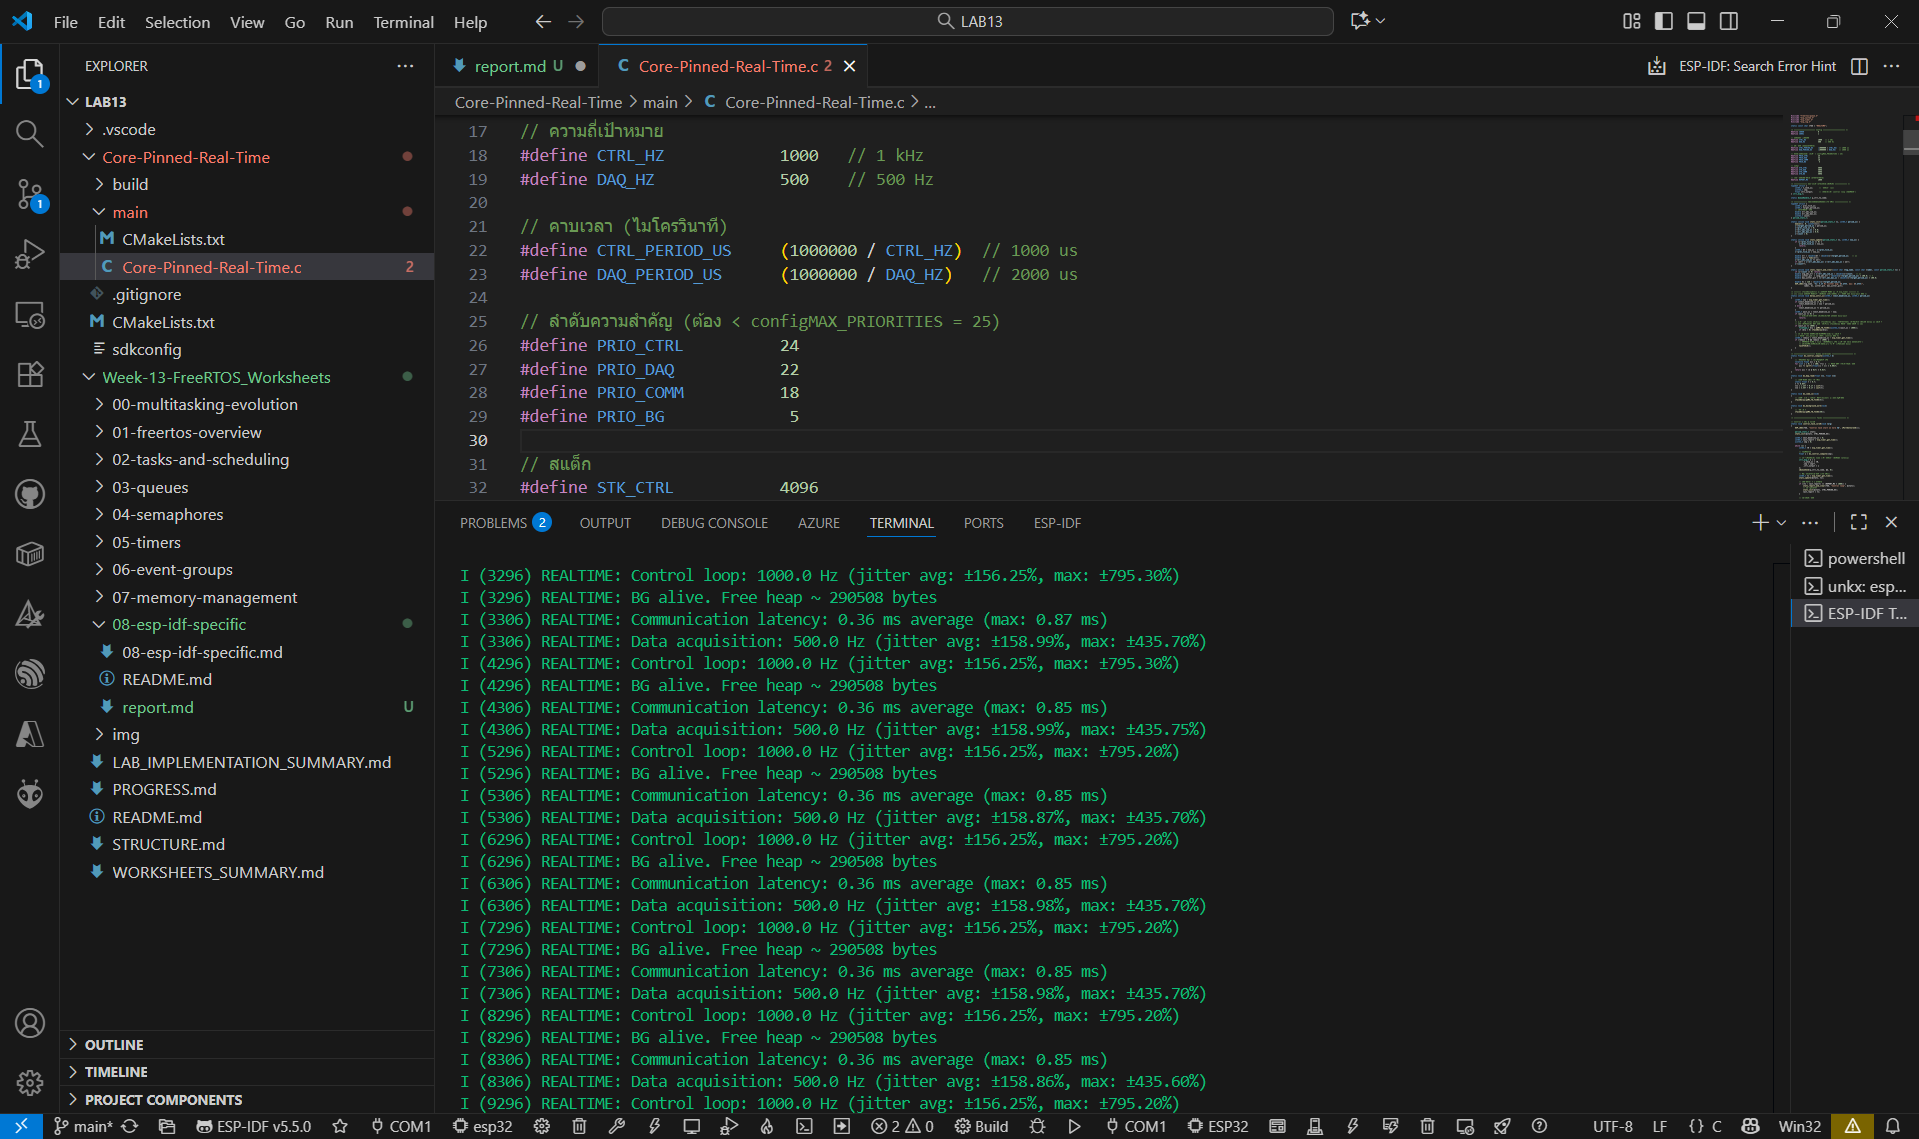 File Edit Selection View Go Run Terminal Help
LAB13
EXPLORER
LAB13
.vscode
Core-Pinned-Real-Time
build
main
CMakeLists.txt
Core-Pinned-Real-Time.c 2
.gitignore
CMakeLists.txt
sdkconfig
Week-13-FreeRTOS_Worksheets
00-multitasking-evolution
01-freertos-overview
02-tasks-and-scheduling
03-queues
04-semaphores
05-timers
06-event-groups
07-memory-management
08-esp-idf-specific
08-esp-idf-specific.md
README.md
report.md U
img
LAB_IMPLEMENTATION_SUMMARY.md
PROGRESS.md
README.md
STRUCTURE.md
WORKSHEETS_SUMMARY.md
OUTLINE
TIMELINE
PROJECT COMPONENTS
1
1
report.md U
Core-Pinned-Real-Time.c 2
ESP-IDF: Search Error Hint
Core-Pinned-Real-Time > main > C Core-Pinned-Real-Time.c > ...
17 // ความถี่เป้าหมาย
18 #define CTRL_HZ 1000 // 1 kHz
19 #define DAQ_HZ 500 // 500 Hz
20
21 // คาบเวลา (ไมโครวินาที)
22 #define CTRL_PERIOD_US (1000000 / CTRL_HZ) // 1000 us
23 #define DAQ_PERIOD_US (1000000 / DAQ_HZ) // 2000 us
24
25 // ลำดับความสำคัญ (ต้อง < configMAX_PRIORITIES = 25)
26 #define PRIO_CTRL 24
27 #define PRIO_DAQ 22
28 #define PRIO_COMM 18
29 #define PRIO_BG 5
30
31 // สแต็ก
32 #define STK_CTRL 4096
PROBLEMS 2 OUTPUT DEBUG CONSOLE AZURE TERMINAL PORTS ESP-IDF
powershell
unkx: esp...
ESP-IDF T...
I (3296) REALTIME: Control loop: 1000.0 Hz (jitter avg: ±156.25%, max: ±795.30%)
I (3296) REALTIME: BG alive. Free heap ~ 290508 bytes
I (3306) REALTIME: Communication latency: 0.36 ms average (max: 0.87 ms)
I (3306) REALTIME: Data acquisition: 500.0 Hz (jitter avg: ±158.99%, max: ±435.70%)
I (4296) REALTIME: Control loop: 1000.0 Hz (jitter avg: ±156.25%, max: ±795.30%)
I (4296) REALTIME: BG alive. Free heap ~ 290508 bytes
I (4306) REALTIME: Communication latency: 0.36 ms average (max: 0.85 ms)
I (4306) REALTIME: Data acquisition: 500.0 Hz (jitter avg: ±158.99%, max: ±435.75%)
I (5296) REALTIME: Control loop: 1000.0 Hz (jitter avg: ±156.25%, max: ±795.20%)
I (5296) REALTIME: BG alive. Free heap ~ 290508 bytes
I (5306) REALTIME: Communication latency: 0.36 ms average (max: 0.85 ms)
I (5306) REALTIME: Data acquisition: 500.0 Hz (jitter avg: ±158.87%, max: ±435.70%)
I (6296) REALTIME: Control loop: 1000.0 Hz (jitter avg: ±156.25%, max: ±795.20%)
I (6296) REALTIME: BG alive. Free heap ~ 290508 bytes
I (6306) REALTIME: Communication latency: 0.36 ms average (max: 0.85 ms)
I (6306) REALTIME: Data acquisition: 500.0 Hz (jitter avg: ±158.98%, max: ±435.70%)
I (7296) REALTIME: Control loop: 1000.0 Hz (jitter avg: ±156.25%, max: ±795.20%)
I (7296) REALTIME: BG alive. Free heap ~ 290508 bytes
I (7306) REALTIME: Communication latency: 0.36 ms average (max: 0.85 ms)
I (7306) REALTIME: Data acquisition: 500.0 Hz (jitter avg: ±158.98%, max: ±435.70%)
I (8296) REALTIME: Control loop: 1000.0 Hz (jitter avg: ±156.25%, max: ±795.20%)
I (8296) REALTIME: BG alive. Free heap ~ 290508 bytes
I (8306) REALTIME: Communication latency: 0.36 ms average (max: 0.85 ms)
I (8306) REALTIME: Data acquisition: 500.0 Hz (jitter avg: ±158.86%, max: ±435.60%)
I (9296) REALTIME: Control loop: 1000.0 Hz (jitter avg: ±156.25%, max: ±795.20%)
main* ESP-IDF v5.5.0 COM1 esp32 2 0 Build COM1 ESP32 UTF-8 LF {} C Win32